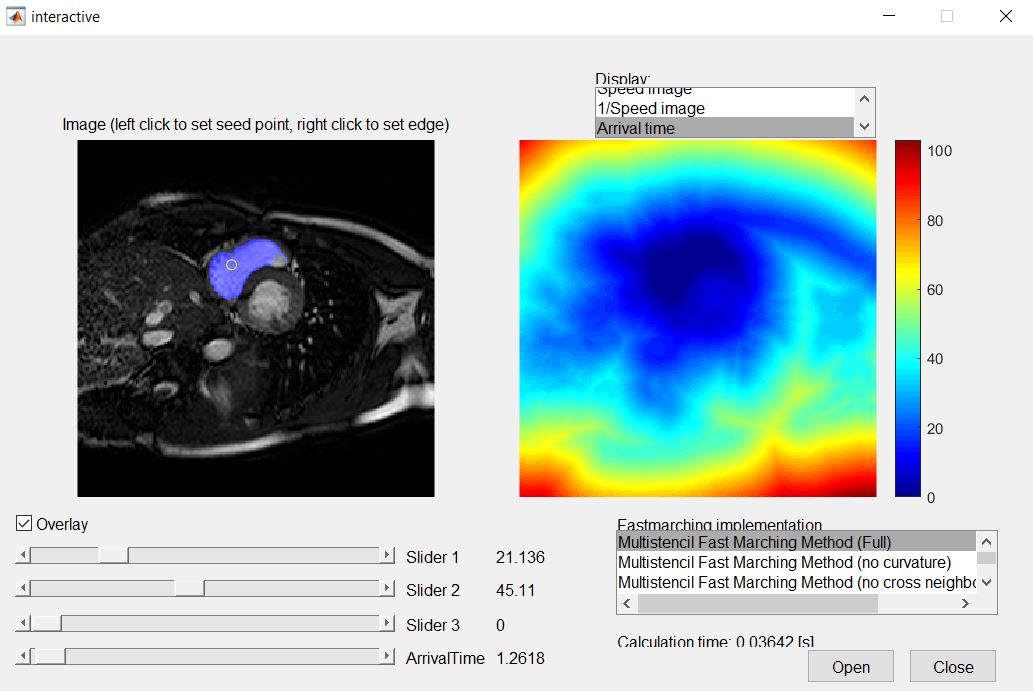 interactive
Display:
Speed image
1/Speed image
Arrival time
Image (left click to set seed point, right click to set edge)
100
80
60
40
20
0
Overlay
Slider 1 21.136
Slider 2 45.11
Slider 3 0
ArrivalTime 1.2618
Fastmarching implementation
Multistencil Fast Marching Method (Full)
Multistencil Fast Marching Method (no curvature)
Multistencil Fast Marching Method (no cross neighbo
Calculation time: 0.03642 [s]
Open Close